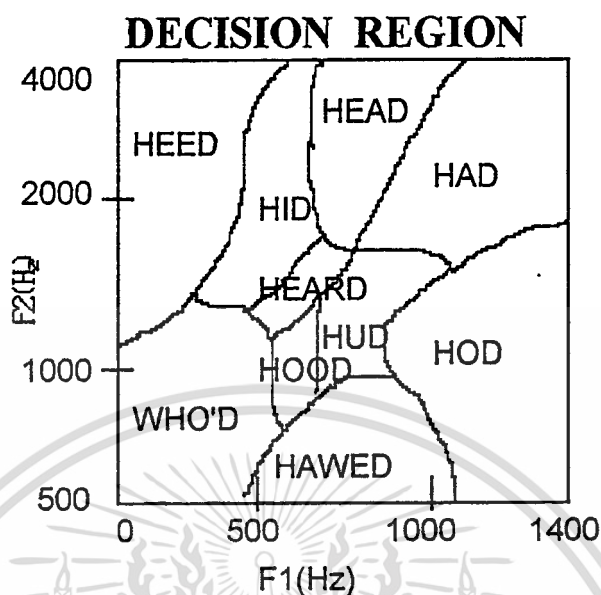 DECISION REGION
4000
HEAD
HEED
HAD
2000
HID
F2(Hz)
HEARD
HUD
HOD
1000
HOOD
WHO'D
HAWED
500
0 500 1000 1400
F1(Hz)